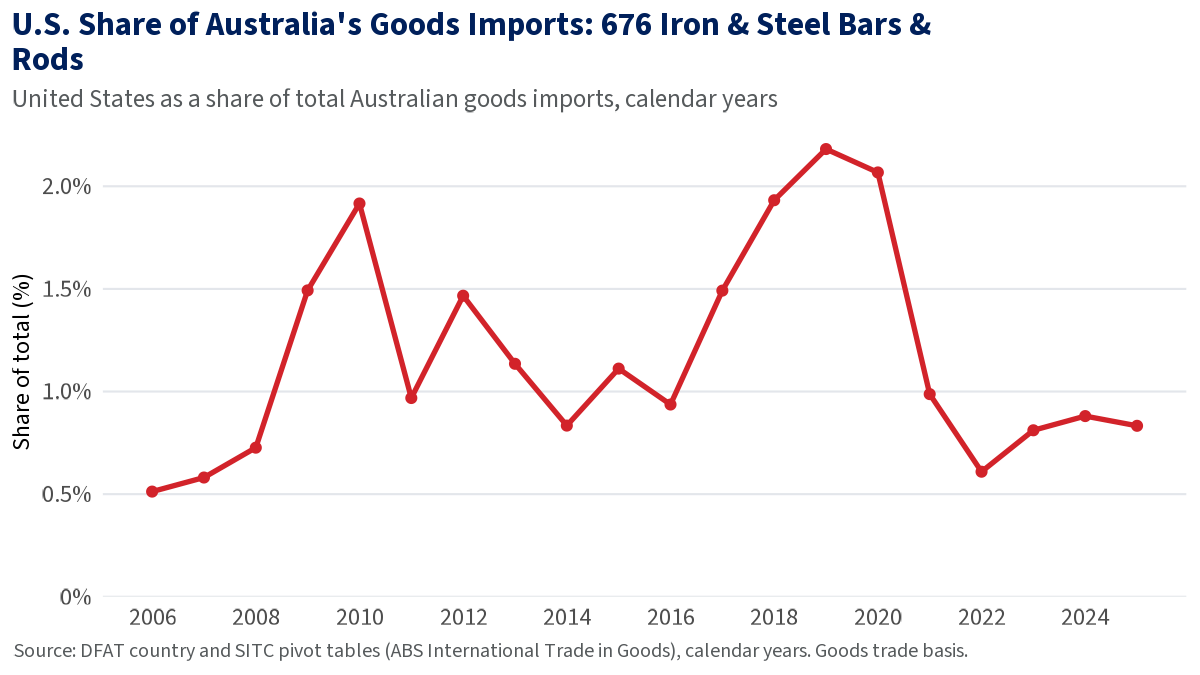 U.S. Share of Australia's Goods Imports: 676 Iron & Steel Bars &
Rods
United States as a share of total Australian goods imports, calendar years
Share of total (%)
2.0%
1.5%
1.0%
0.5%
0%
2006 2008 2010 2012 2014 2016 2018 2020 2022 2024
Source: DFAT country and SITC pivot tables (ABS International Trade in Goods), calendar years. Goods trade basis.